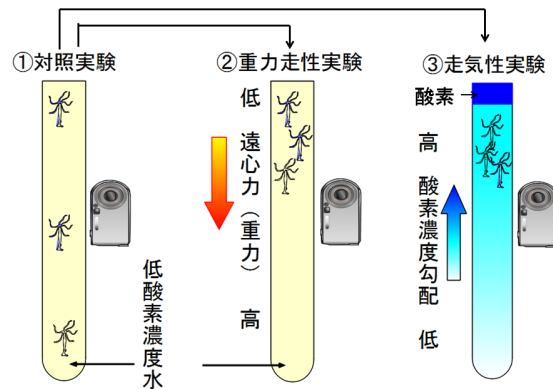 ①対照実験
②重力走性実験
③走気性実験
低
遠心力（重力）
高
酸素
高
酸素濃度勾配
低
低酸素濃度水